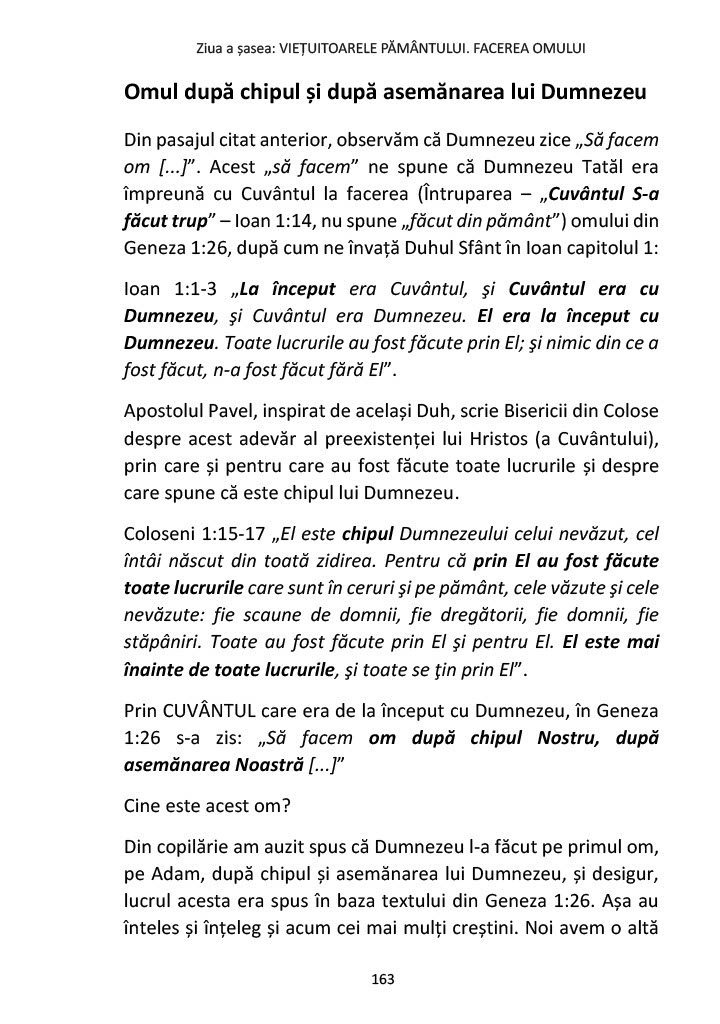 Ziua a șasea: VIEȚUITOARELE PĂMÂNTULUI. FACEREA OMULUI
Omul după chipul și după asemănarea lui Dumnezeu
Din pasajul citat anterior, observăm că Dumnezeu zice „Să facem
om [...]”. Acest „să facem” ne spune că Dumnezeu Tatăl era
împreună cu Cuvântul la facerea (Întruparea – „Cuvântul S-a
făcut trup” – Ioan 1:14, nu spune „făcut din pământ”) omului din
Geneza 1:26, după cum ne învață Duhul Sfânt în Ioan capitolul 1:
Ioan 1:1-3 „La început era Cuvântul, şi Cuvântul era cu
Dumnezeu, şi Cuvântul era Dumnezeu. El era la început cu
Dumnezeu. Toate lucrurile au fost făcute prin El; şi nimic din ce a
fost făcut, n-a fost făcut fără El”.
Apostolul Pavel, inspirat de același Duh, scrie Bisericii din Colose
despre acest adevăr al preexistenței lui Hristos (a Cuvântului),
prin care și pentru care au fost făcute toate lucrurile și despre
care spune că este chipul lui Dumnezeu.
Coloseni 1:15-17 „El este chipul Dumnezeului celui nevăzut, cel
întâi născut din toată zidirea. Pentru că prin El au fost făcute
toate lucrurile care sunt în ceruri şi pe pământ, cele văzute şi cele
nevăzute: fie scaune de domnii, fie dregătorii, fie domnii, fie
stăpâniri. Toate au fost făcute prin El şi pentru El. El este mai
înainte de toate lucrurile, şi toate se ţin prin El”.
Prin CUVÂNTUL care era de la început cu Dumnezeu, în Geneza
1:26 s-a zis: „Să facem om după chipul Nostru, după
asemănarea Noastră [...]”
Cine este acest om?
Din copilărie am auzit spus că Dumnezeu l-a făcut pe primul om,
pe Adam, după chipul și asemănarea lui Dumnezeu, și desigur,
lucrul acesta era spus în baza textului din Geneza 1:26. Așa au
înteles și înțeleg și acum cei mai mulți creștini. Noi avem o altă
163